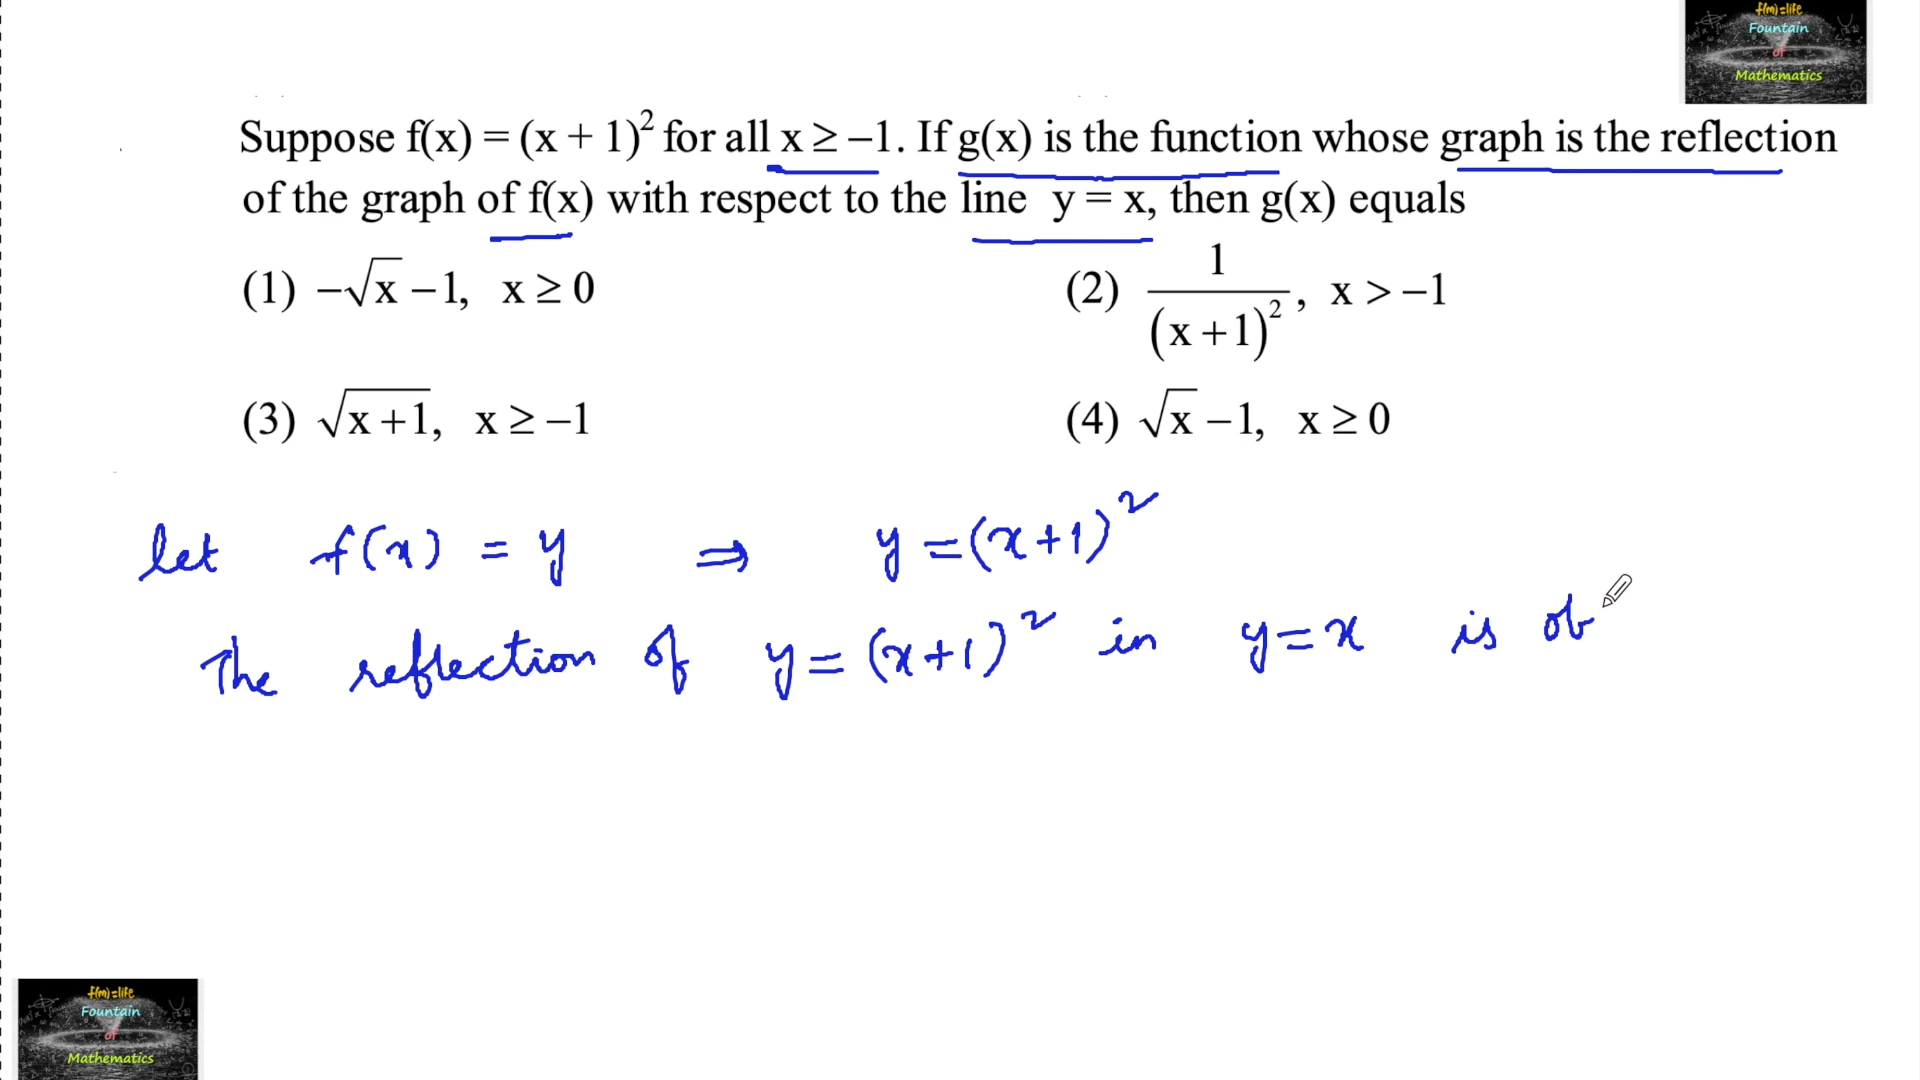 f(m)=life
Fountain
of
Mathematics
Suppose f(x) = (x + 1)² for all x ≥ −1. If g(x) is the function whose graph is the reflection
of the graph of f(x) with respect to the line y = x, then g(x) equals
(1) −√x − 1, x ≥ 0
(2) 1/(x+1)², x > −1
(3) √(x+1), x ≥ −1
(4) √x − 1, x ≥ 0
let f(x) = y ⇒ y = (x+1)²
The reflection of y = (x+1)² in y = x is ob
f(m)=life
Fountain
of
Mathematics